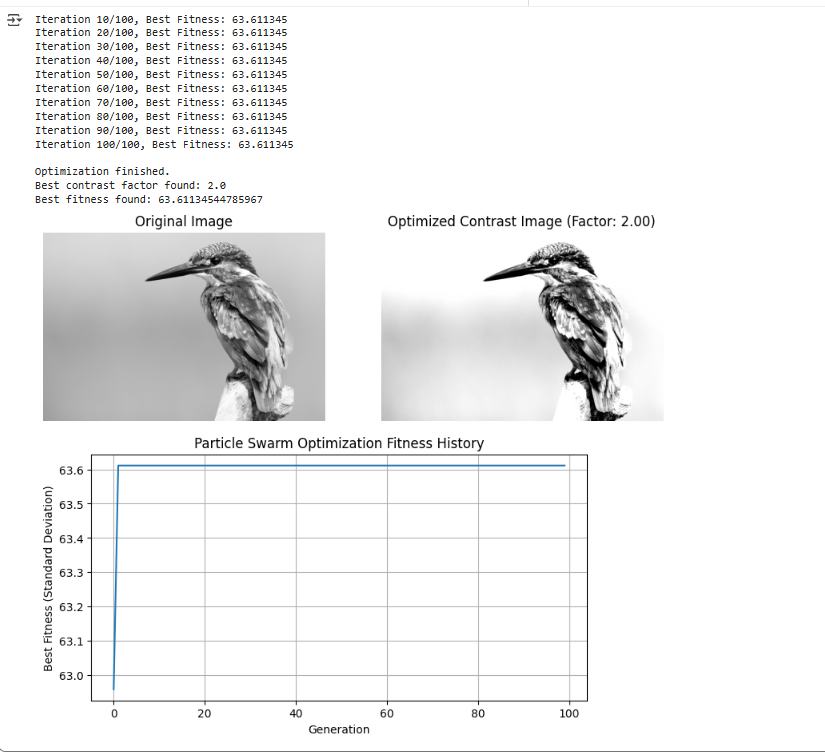 Iteration 10/100, Best Fitness: 63.611345
Iteration 20/100, Best Fitness: 63.611345
Iteration 30/100, Best Fitness: 63.611345
Iteration 40/100, Best Fitness: 63.611345
Iteration 50/100, Best Fitness: 63.611345
Iteration 60/100, Best Fitness: 63.611345
Iteration 70/100, Best Fitness: 63.611345
Iteration 80/100, Best Fitness: 63.611345
Iteration 90/100, Best Fitness: 63.611345
Iteration 100/100, Best Fitness: 63.611345
Optimization finished.
Best contrast factor found: 2.0
Best fitness found: 63.61134544785967
Original Image
Optimized Contrast Image (Factor: 2.00)
Particle Swarm Optimization Fitness History
Best Fitness (Standard Deviation)
63.6
63.5
63.4
63.3
63.2
63.1
63.0
0 20 40 60 80 100
Generation